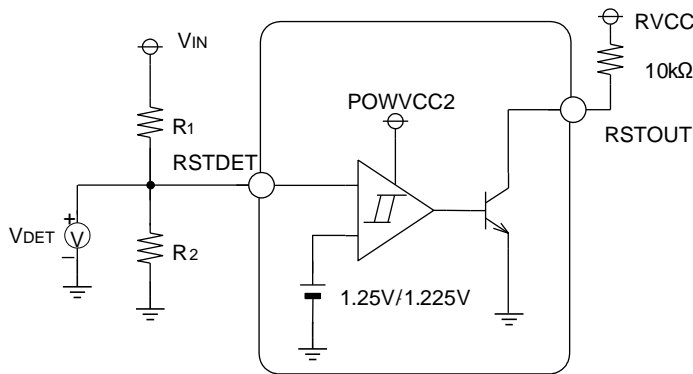 VIN
RVCC
10kΩ
POWVCC2
R1
RSTDET
RSTOUT
VDET
+
V
−
R2
1.25V/1.225V